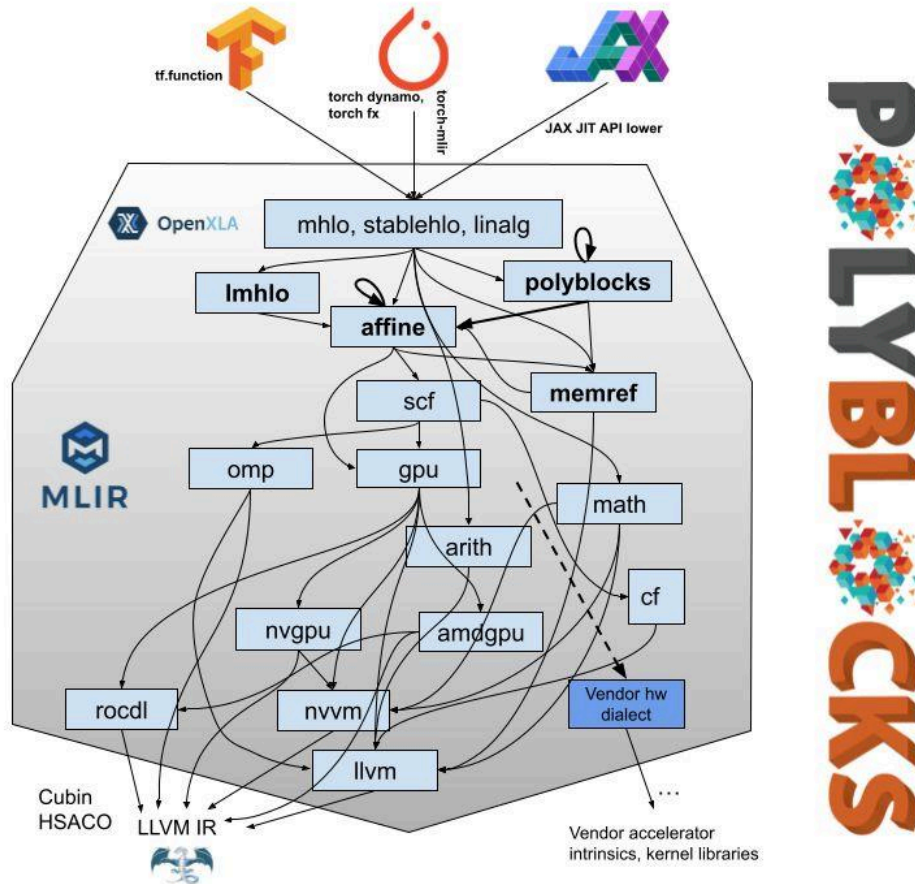 tf.function
torch dynamo,
torch fx
torch-mlir
JAX
JAX JIT API lower
OpenXLA
mhlo, stablehlo, linalg
lmhlo
polyblocks
affine
memref
scf
omp
gpu
math
MLIR
arith
cf
nvgpu
amdgpu
rocdl
nvvm
Vendor hw
dialect
llvm
...
Cubin
HSACO
LLVM IR
Vendor accelerator
intrinsics, kernel libraries
POLYBLOCKS